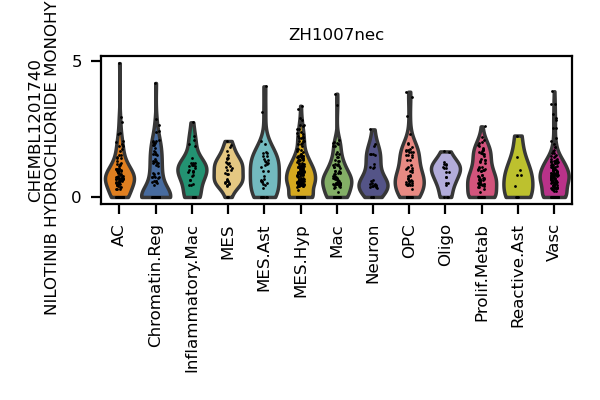 ZH1007nec
CHEMBL1201740
NILOTINIB HYDROCHLORIDE MONOHY
5
0
AC
Chromatin.Reg
Inflammatory.Mac
MES
MES.Ast
MES.Hyp
Mac
Neuron
OPC
Oligo
Prolif.Metab
Reactive.Ast
Vasc